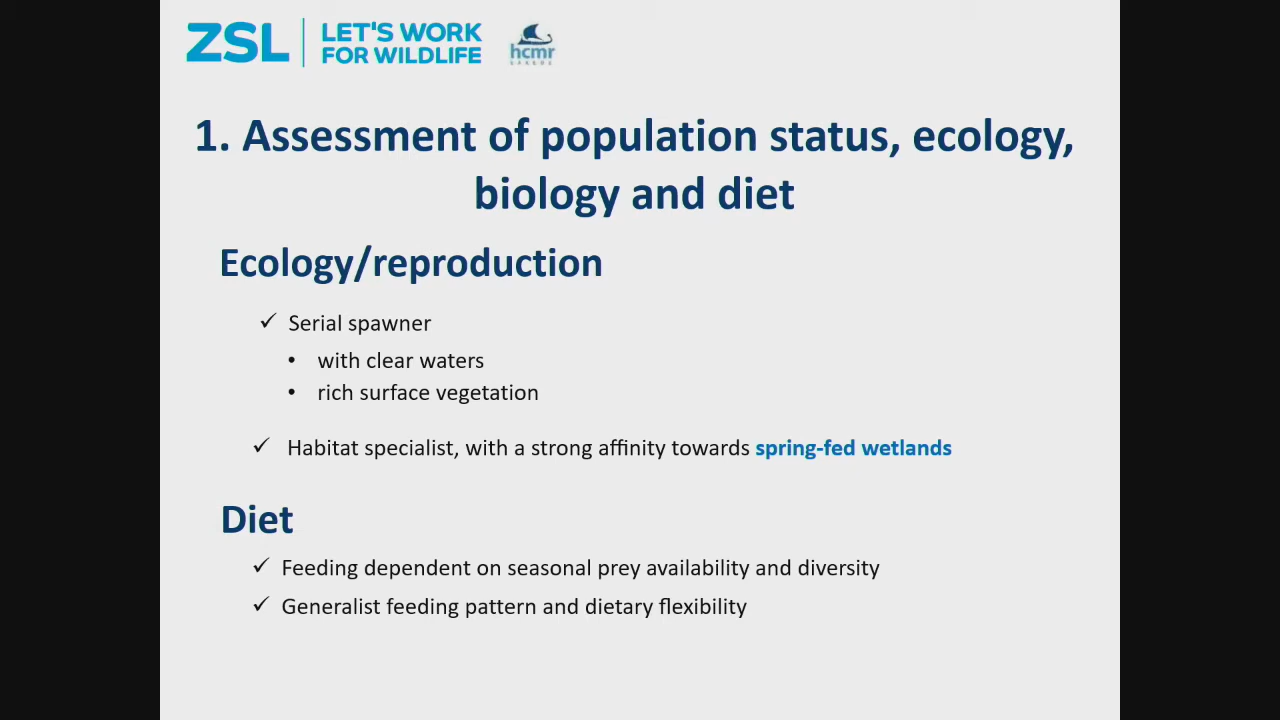 ZSL
LET'S WORK
FOR WILDLIFE
hcmr
1. Assessment of population status, ecology,
biology and diet
Ecology/reproduction
✓ Serial spawner
• with clear waters
• rich surface vegetation
✓ Habitat specialist, with a strong affinity towards spring-fed wetlands
Diet
✓ Feeding dependent on seasonal prey availability and diversity
✓ Generalist feeding pattern and dietary flexibility